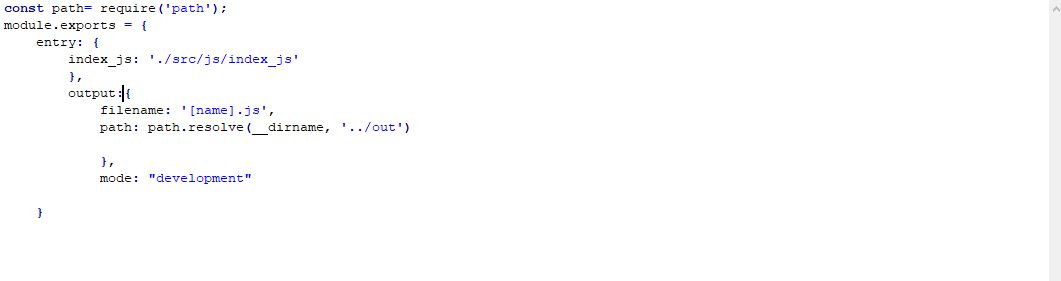 const path= require('path');
module.exports = {
    entry: {
        index_js: './src/js/index_js'
        },
        output:{
            filename: '[name].js',
            path: path.resolve(__dirname, '../out')

            },
            mode: "development"

    }